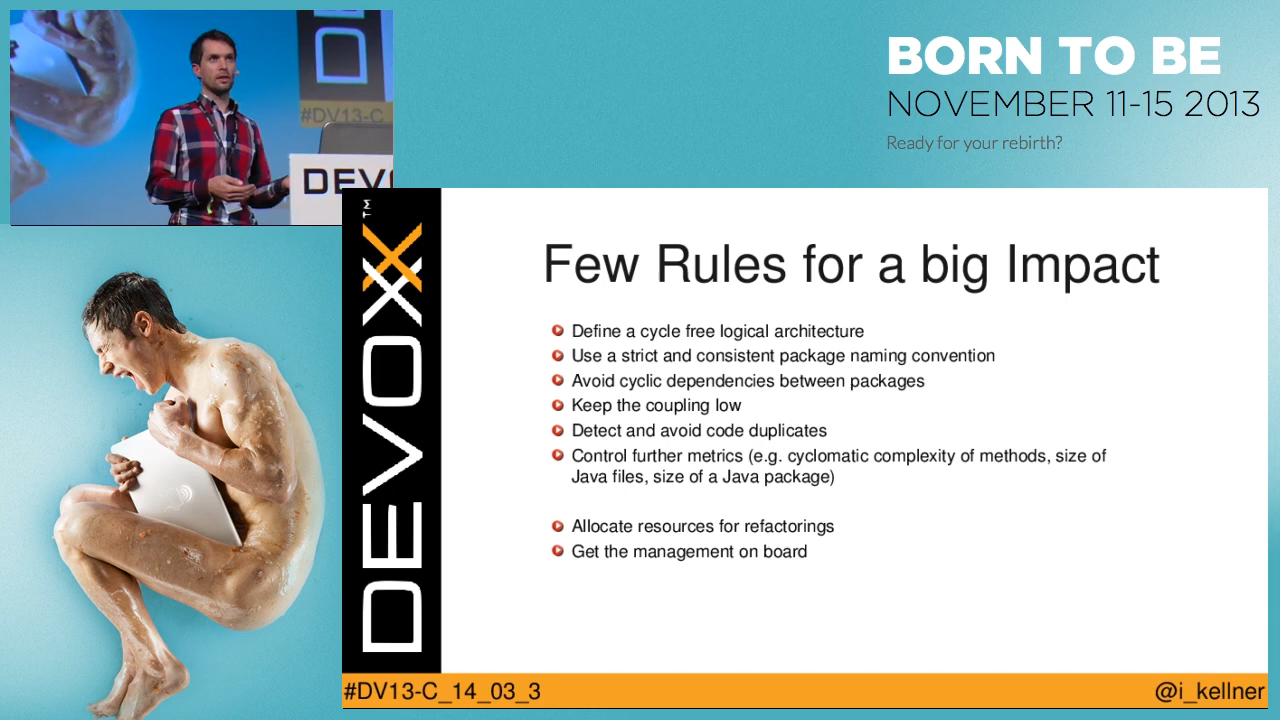 #DV13-C
DEV
BORN TO BE
NOVEMBER 11-15 2013
Ready for your rebirth?
DEVOXX™
Few Rules for a big Impact
Define a cycle free logical architecture
Use a strict and consistent package naming convention
Avoid cyclic dependencies between packages
Keep the coupling low
Detect and avoid code duplicates
Control further metrics (e.g. cyclomatic complexity of methods, size of
Java files, size of a Java package)
Allocate resources for refactorings
Get the management on board
#DV13-C_14_03_3
@i_kellner